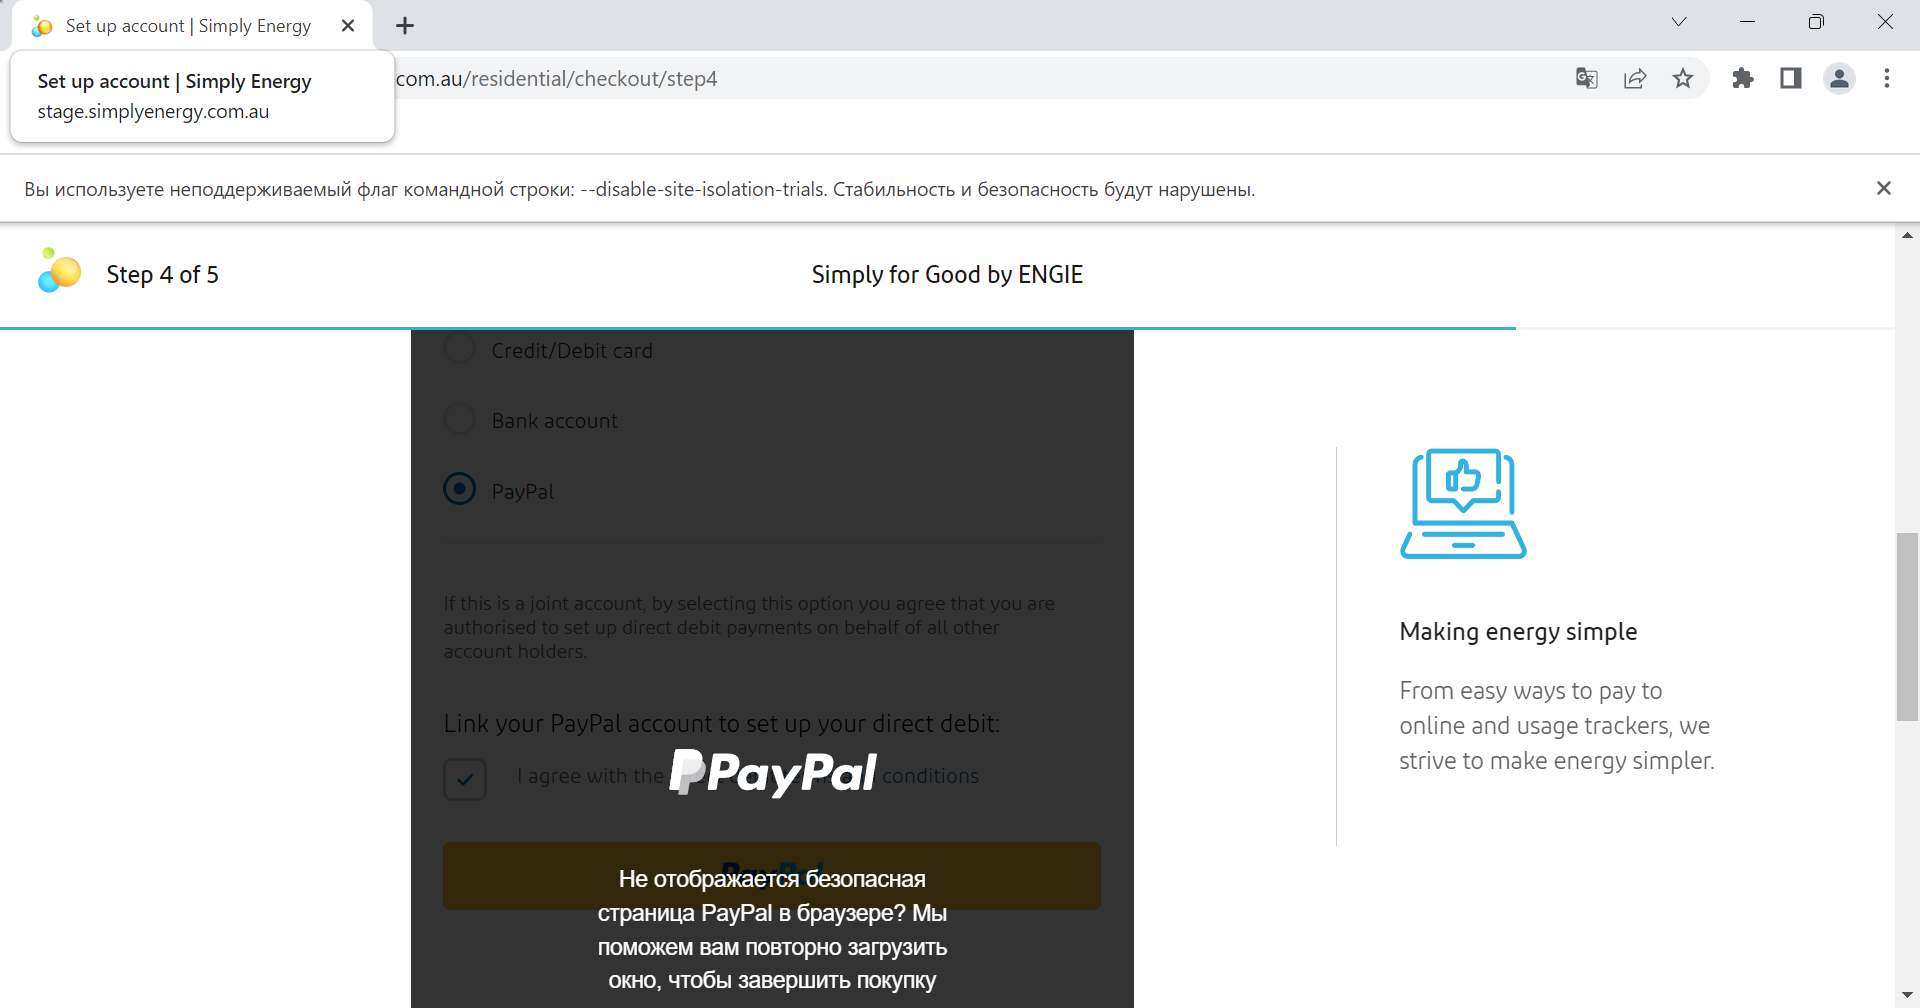 Set up account | Simply Energy
Set up account | Simply Energy
stage.simplyenergy.com.au
com.au/residential/checkout/step4
Вы используете неподдерживаемый флаг командной строки: --disable-site-isolation-trials. Стабильность и безопасность будут нарушены.
Step 4 of 5
Simply for Good by ENGIE
Credit/Debit card
Bank account
PayPal
If this is a joint account, by selecting this option you agree that you are
authorised to set up direct debit payments on behalf of all other
account holders.
Link your PayPal account to set up your direct debit:
I agree with the
conditions
PayPal
PayPal
Не отображается безопасная
страница PayPal в браузере? Мы
поможем вам повторно загрузить
окно, чтобы завершить покупку
Making energy simple
From easy ways to pay to
online and usage trackers, we
strive to make energy simpler.